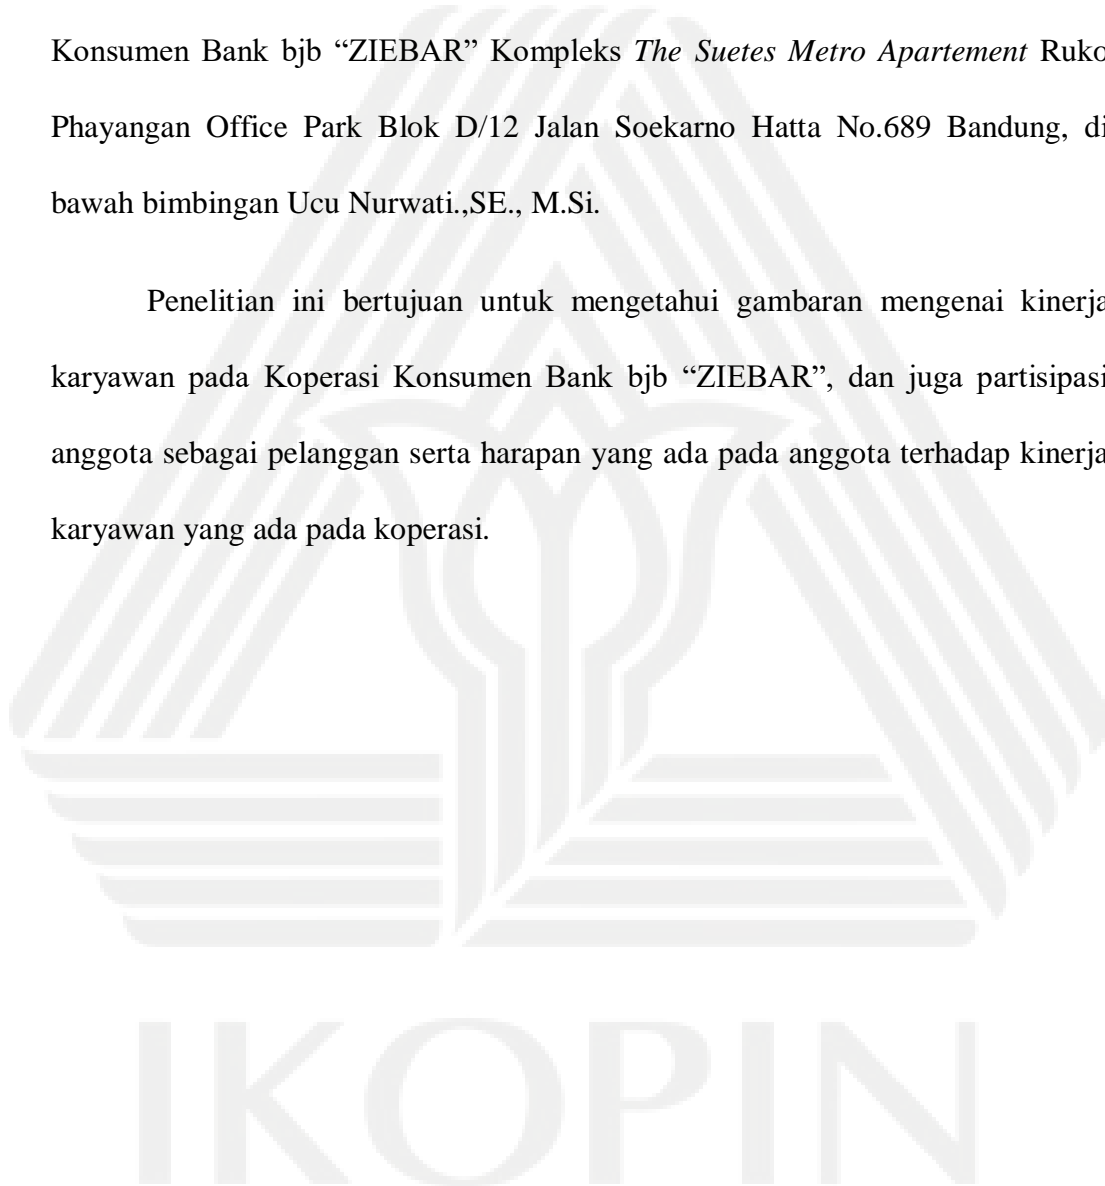 Konsumen Bank bjb “ZIEBAR” Kompleks The Suetes Metro Apartement Ruko
Phayangan Office Park Blok D/12 Jalan Soekarno Hatta No.689 Bandung, di
bawah bimbingan Ucu Nurwati.,SE., M.Si.
Penelitian ini bertujuan untuk mengetahui gambaran mengenai kinerja
karyawan pada Koperasi Konsumen Bank bjb “ZIEBAR”, dan juga partisipasi
anggota sebagai pelanggan serta harapan yang ada pada anggota terhadap kinerja
karyawan yang ada pada koperasi.
IKOPIN